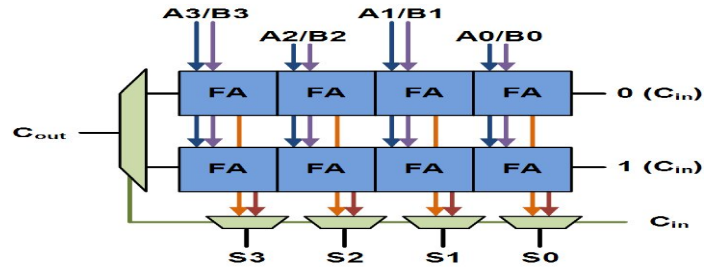 A3/B3 A1/B1
A2/B2 A0/B0
FA FA FA FA 0 (Cin)
Cout
FA FA FA FA 1 (Cin)
Cin
S3 S2 S1 S0